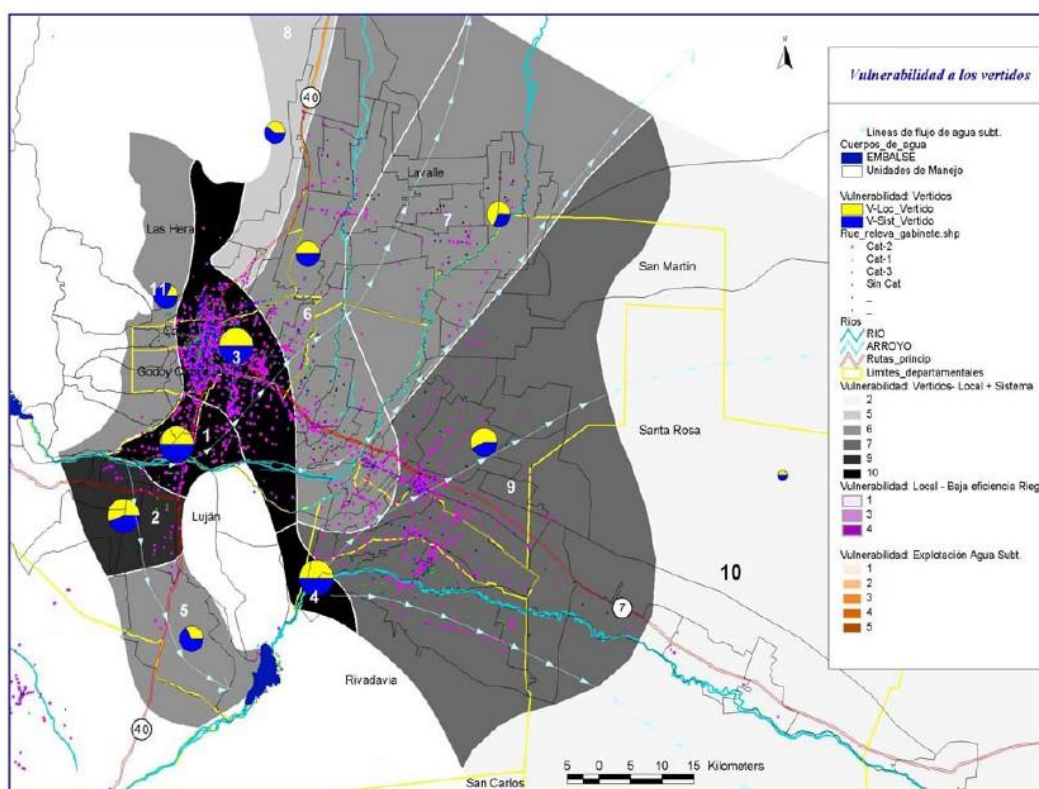 Vulnerabilidad a los vertidos
Líneas de flujo de agua subt.
Cuerpos_de_agua
EMBALSE
Unidades de Manejo
Vulnerabilidad: Vertidos
V-Loc_Vertido
V-Sist_Vertido
Rue_releva_gabinete.shp
Cat-2
Cat-1
Cat-3
Sin Cat
_
_
Rios
RIO
ARROYO
Rutas_princip
Limites_departamentales
Vulnerabilidad: Vertidos- Local + Sistema
2
5
6
7
9
10
Vulnerabilidad: Local - Baja eficiencia Rieg
1
3
4
Vulnerabilidad: Explotación Agua Subt.
1
2
3
4
5
8
40
Lavalle
7
Las Hera
San Martín
11
6
3
Godoy
Santa Rosa
1
9
2
Luján
10
4
5
7
Rivadavia
40
5 0 5 10 15 Kilometers
San Carlos